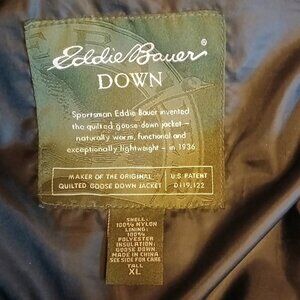 Eddie Bauer®
DOWN
Sportsman Eddie Bauer invented
the quilted goose down jacket—
naturally warm, functional and
exceptionally lightweight – in 1936
MAKER OF THE ORIGINAL
QUILTED GOOSE DOWN JACKET
U.S. PATENT
D119,122
SHELL:
100% NYLON
LINING:
100%
POLYESTER
INSULATION:
GOOSE DOWN
MADE IN CHINA
SEE SIDE FOR CARE
TALL
XL